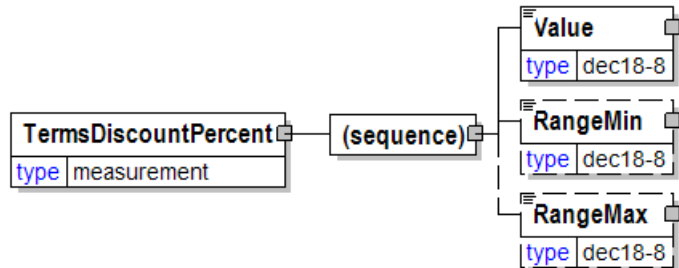 Value
type dec18-8
TermsDiscountPercent
type measurement
(sequence)
RangeMin
type dec18-8
RangeMax
type dec18-8